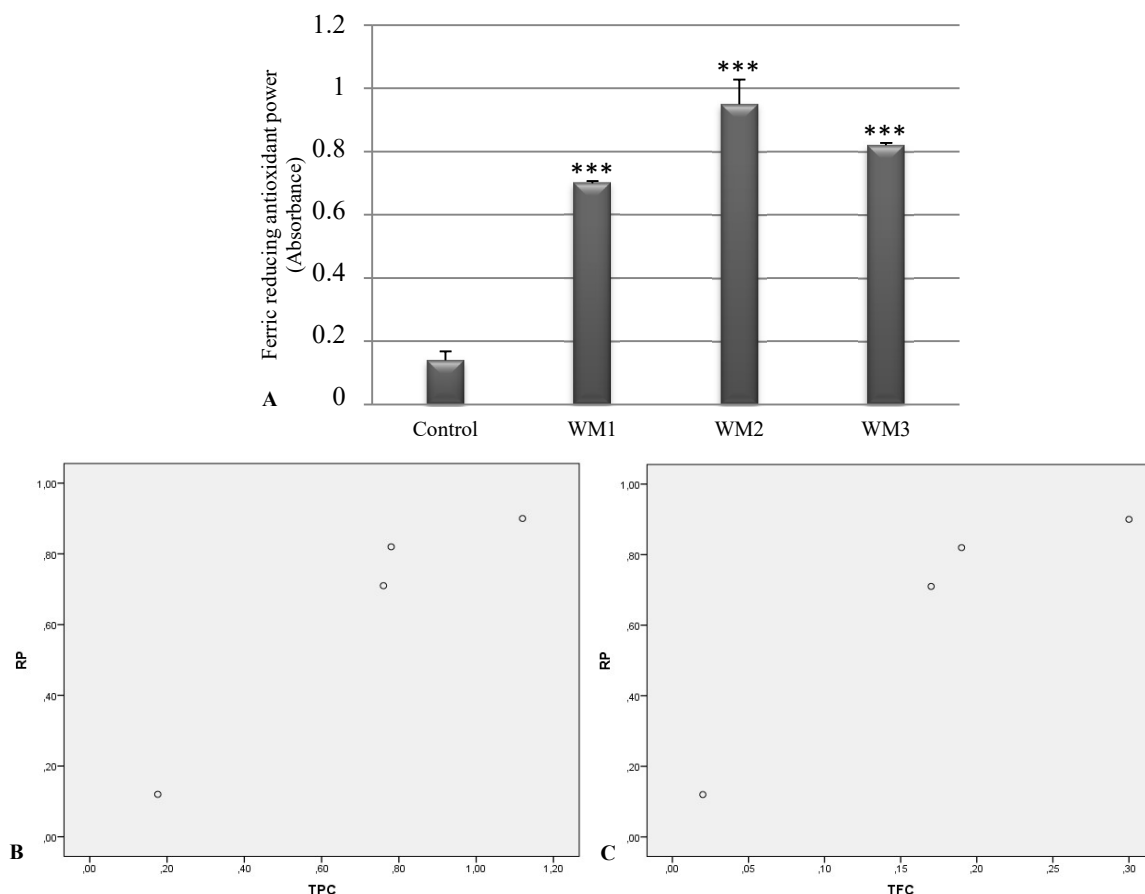 Ferric reducing antioxidant power
(Absorbance)
1.2
1
0.8
0.6
0.4
0.2
0
***
***
***
A
Control WM1 WM2 WM3
1,00
,80
,60
,40
,20
,00
RP
,00 ,20 ,40 ,60 ,80 1,00 1,20
TPC
B
1,00
,80
,60
,40
,20
,00
RP
,00 ,05 ,10 ,15 ,20 ,25 ,30
TFC
C